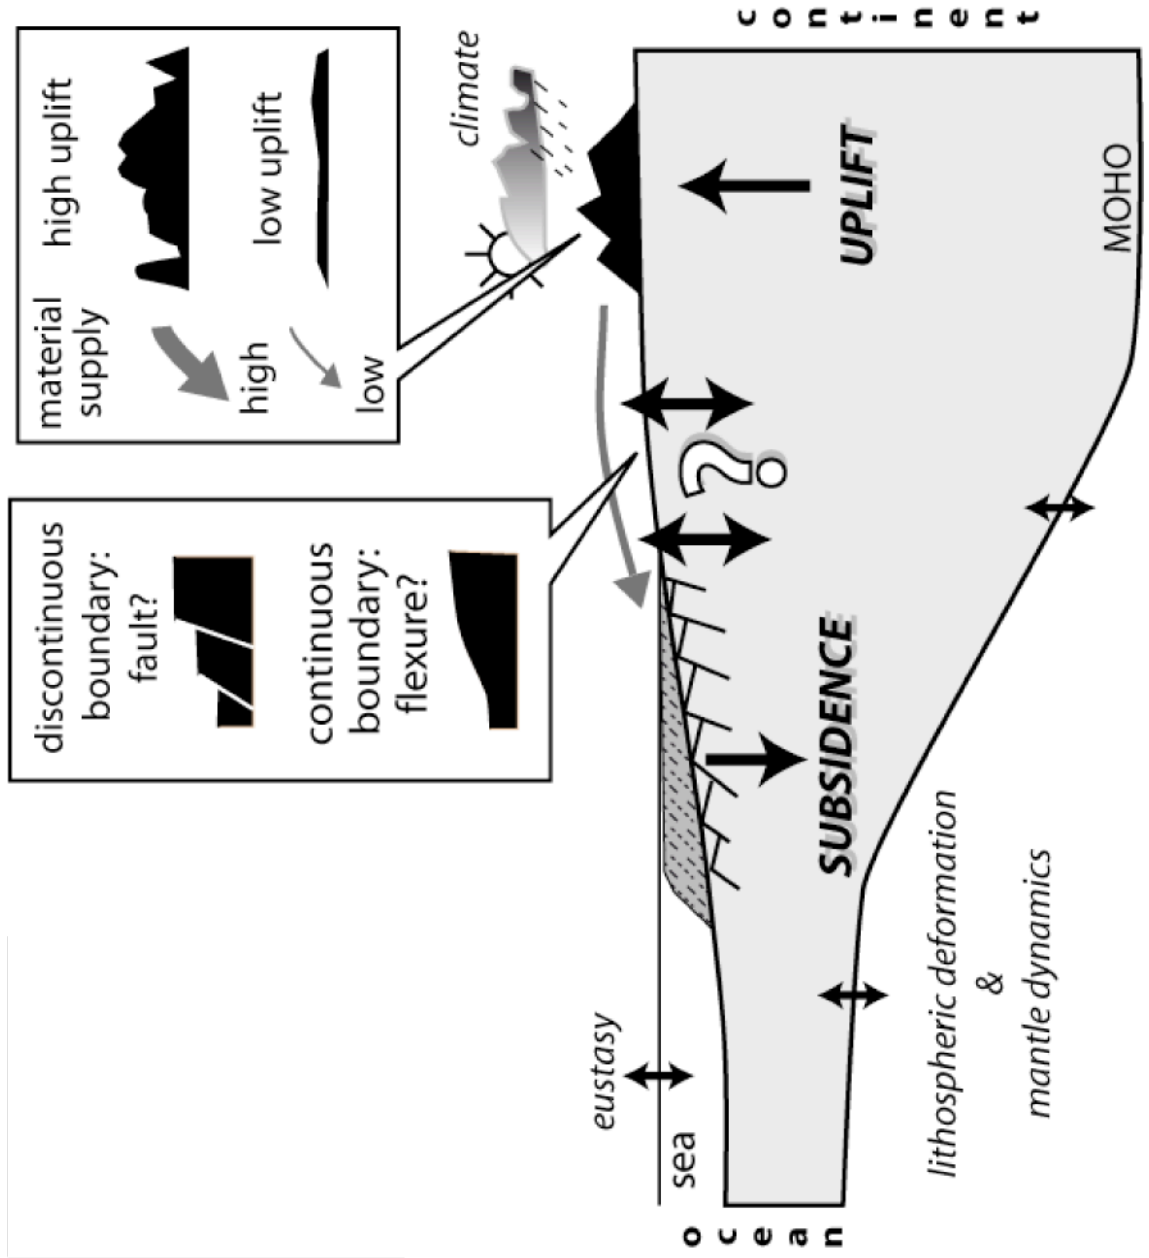 discontinuous
boundary:
fault?
continuous
boundary:
flexure?
material
supply
high uplift
high
low uplift
low
climate
eustasy
sea
ocean
continent
?
SUBSIDENCE
UPLIFT
MOHO
lithospheric deformation
&
mantle dynamics